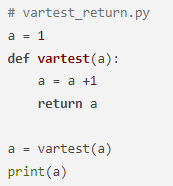 # vartest_return.py
a = 1
def vartest(a):
    a = a +1
    return a

a = vartest(a)
print(a)